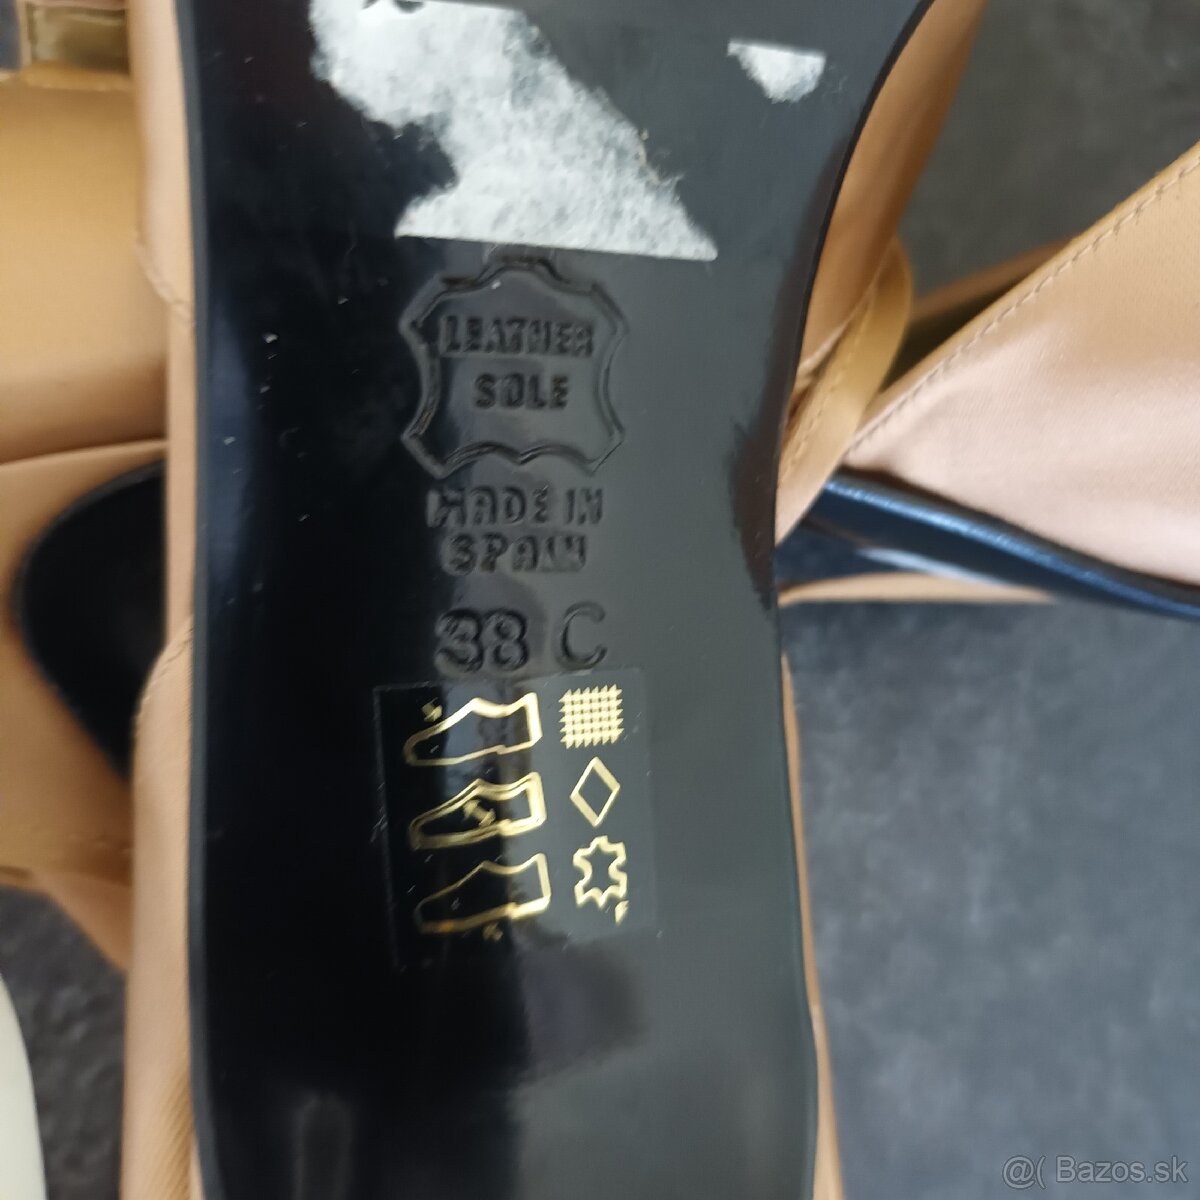 LEATHER
SOLE
MADE IN
SPAIN
38 C
@( Bazos.sk